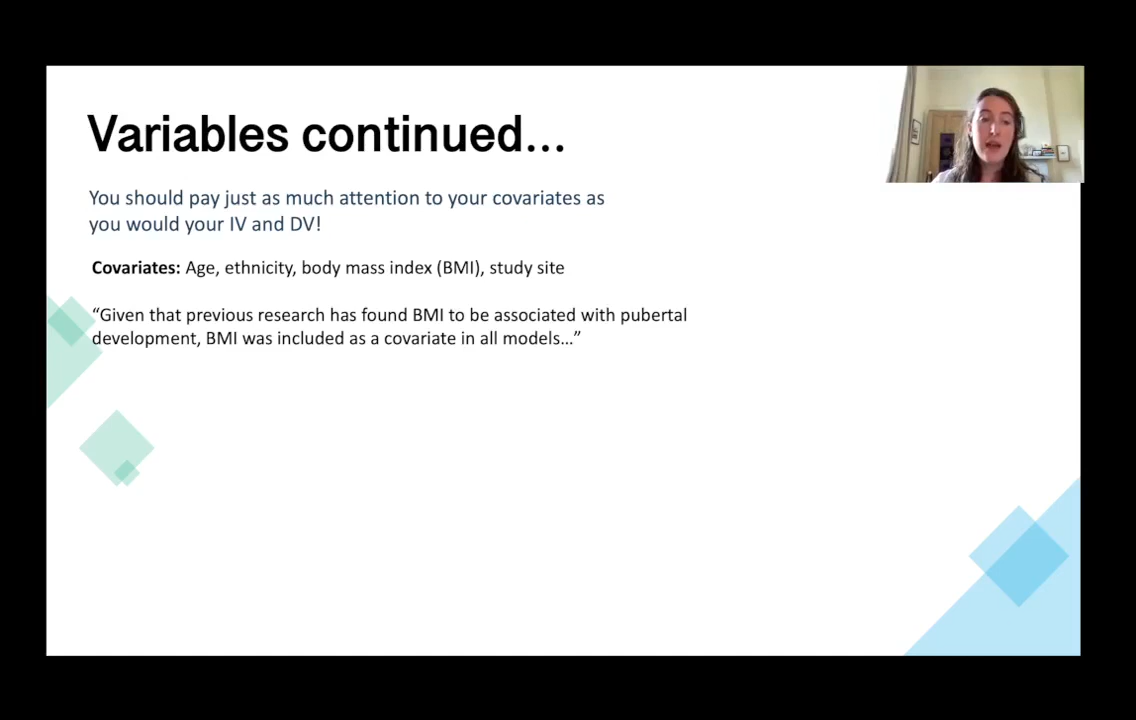 Variables continued...
You should pay just as much attention to your covariates as
you would your IV and DV!
Covariates: Age, ethnicity, body mass index (BMI), study site
“Given that previous research has found BMI to be associated with pubertal
development, BMI was included as a covariate in all models...”